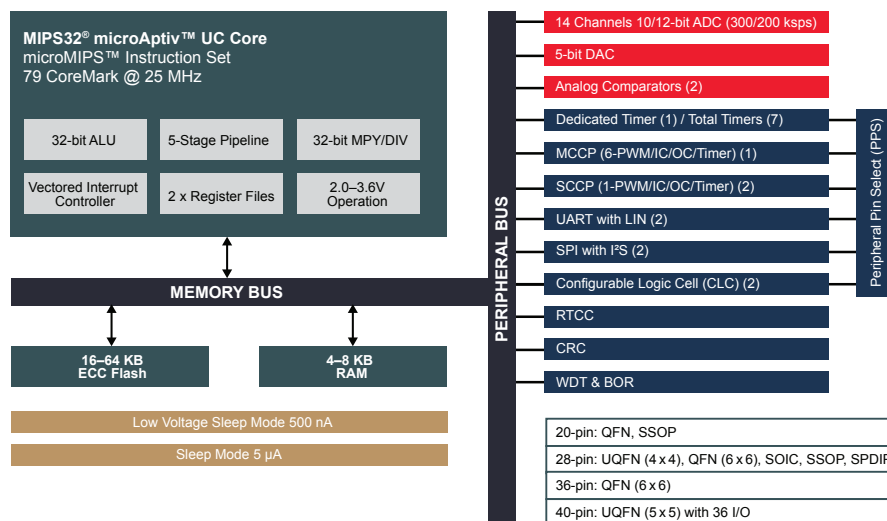 MIPS32® microAptiv™ UC Core
microMIPS™ Instruction Set
79 CoreMark @ 25 MHz
32-bit ALU
5-Stage Pipeline
32-bit MPY/DIV
Vectored Interrupt
Controller
2 x Register Files
2.0–3.6V
Operation
MEMORY BUS
16–64 KB
ECC Flash
4–8 KB
RAM
Low Voltage Sleep Mode 500 nA
Sleep Mode 5 µA
PERIPHERAL BUS
14 Channels 10/12-bit ADC (300/200 ksps)
5-bit DAC
Analog Comparators (2)
Dedicated Timer (1) / Total Timers (7)
MCCP (6-PWM/IC/OC/Timer) (1)
SCCP (1-PWM/IC/OC/Timer) (2)
UART with LIN (2)
SPI with I²S (2)
Configurable Logic Cell (CLC) (2)
RTCC
CRC
WDT & BOR
Peripheral Pin Select (PPS)
20-pin: QFN, SSOP
28-pin: UQFN (4 x 4), QFN (6 x 6), SOIC, SSOP, SPDIP
36-pin: QFN (6 x 6)
40-pin: UQFN (5 x 5) with 36 I/O